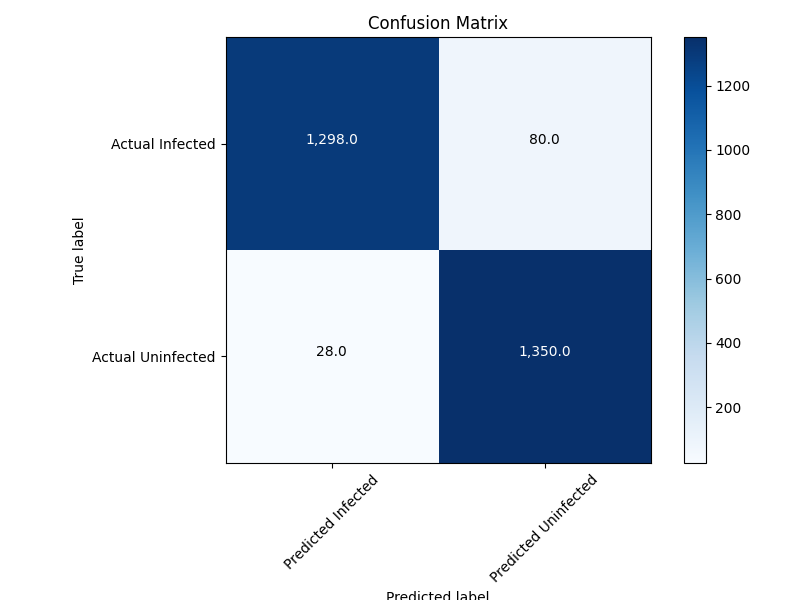 Confusion Matrix
True label
Actual Infected
Actual Uninfected
1,298.0
80.0
28.0
1,350.0
1200
1000
800
600
400
200
Predicted Infected
Predicted Uninfected
Predicted label